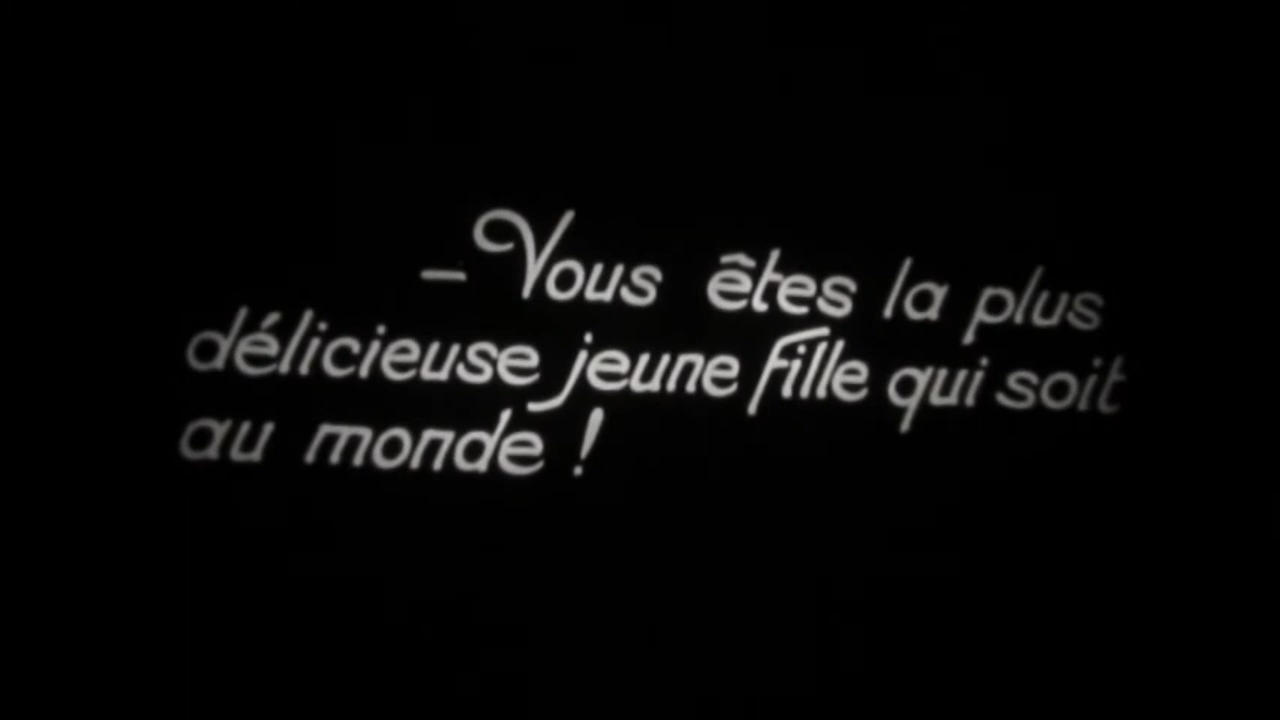 – Vous êtes la plus
délicieuse jeune fille qui soit
au monde !